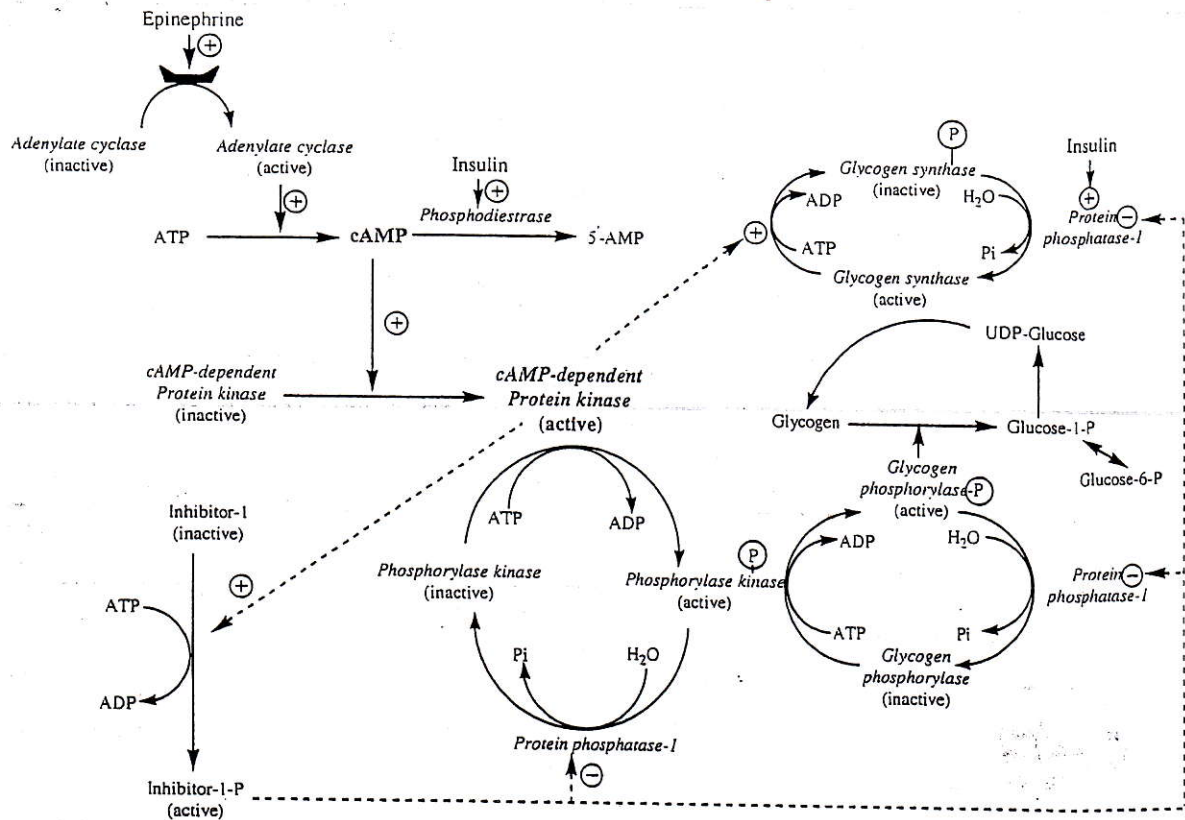 Epinephrine
+
Adenylate cyclase
(inactive)
Adenylate cyclase
(active)
+
Insulin
+
Phosphodiestrase
ATP
cAMP
5'-AMP
+
cAMP-dependent
Protein kinase
(inactive)
cAMP-dependent
Protein kinase
(active)
P
Glycogen synthase
(inactive)
ADP
H₂O
+
ATP
Pi
Glycogen synthase
(active)
Insulin
+
Protein −
phosphatase-1
UDP-Glucose
Glycogen
Glucose-1-P
Glucose-6-P
Glycogen
phosphorylase-P
(active)
ADP
H₂O
ATP
Pi
Glycogen
phosphorylase
(inactive)
Protein −
phosphatase-1
ATP
ADP
Phosphorylase kinase
(inactive)
P
Phosphorylase kinase
(active)
Pi
H₂O
Protein phosphatase-1
−
Inhibitor-1
(inactive)
+
ATP
ADP
Inhibitor-1-P
(active)